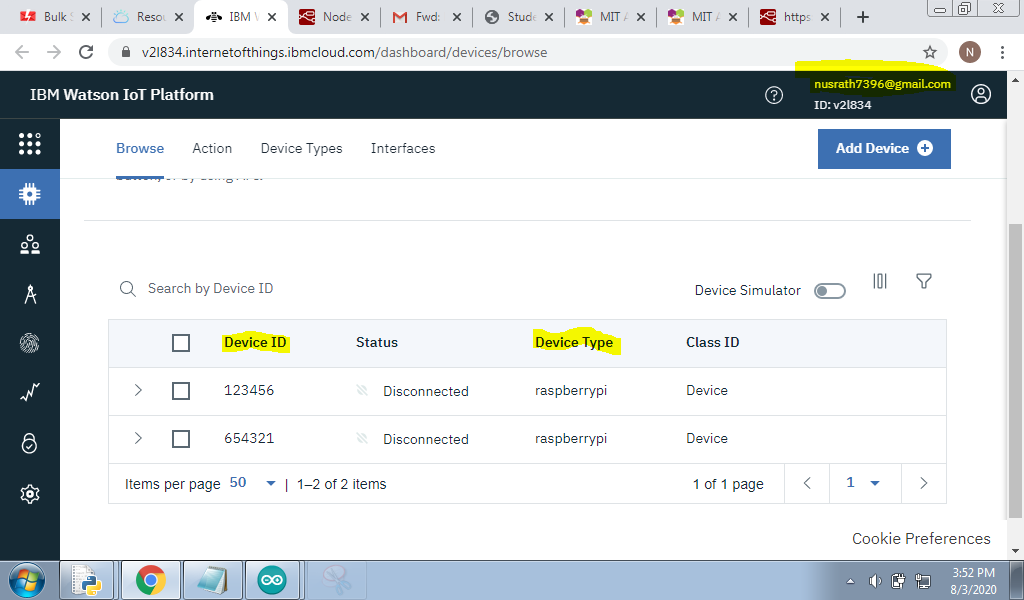 Bulk
Resou
IBM
Node
Fwd:
Stude
MIT
MIT
https
v2l834.internetofthings.ibmcloud.com/dashboard/devices/browse
N
IBM Watson IoT Platform
nusrath7396@gmail.com
ID: v2l834
Browse
Action
Device Types
Interfaces
Add Device
Search by Device ID
Device Simulator
Device ID
Status
Device Type
Class ID
123456
Disconnected
raspberrypi
Device
654321
Disconnected
raspberrypi
Device
Items per page 50 | 1–2 of 2 items
1 of 1 page
1
Cookie Preferences
3:52 PM
8/3/2020